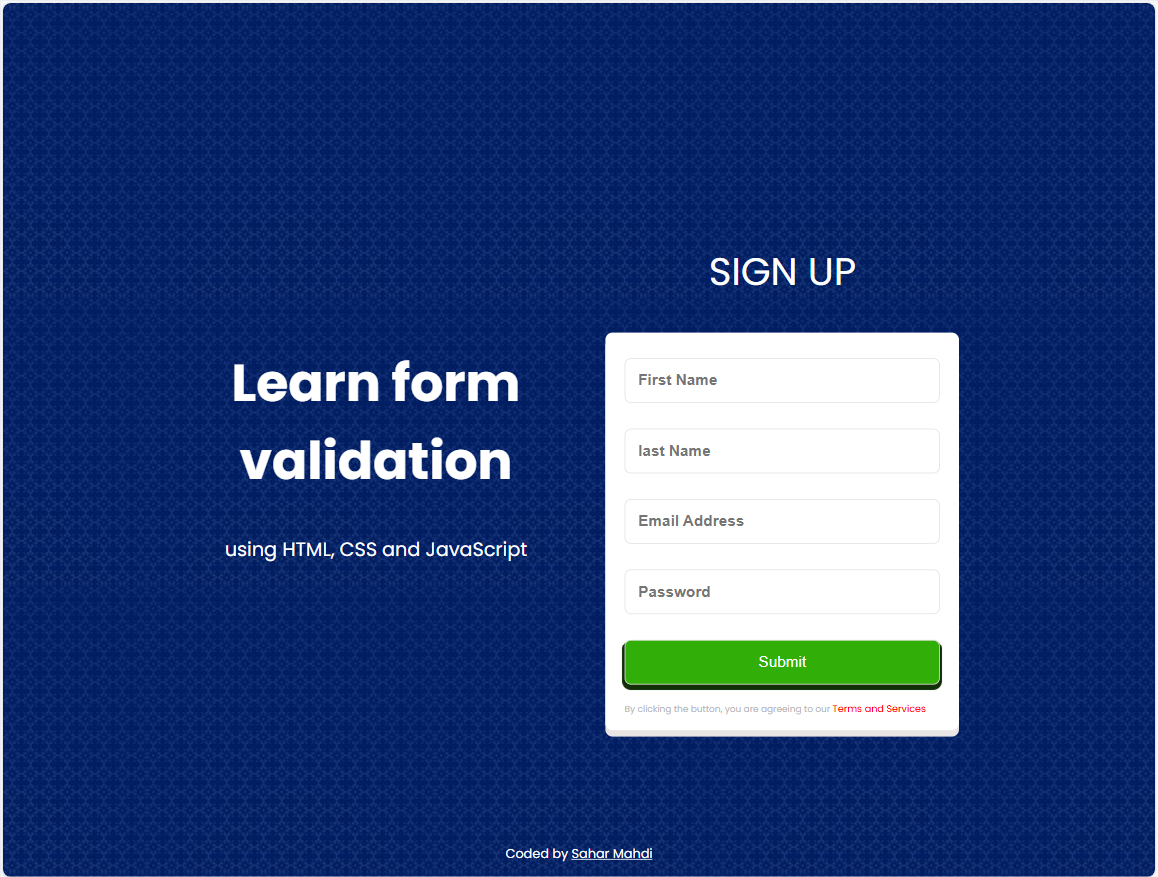 Learn form
validation
using HTML, CSS and JavaScript
SIGN UP
First Name
last Name
Email Address
Password
Submit
By clicking the button, you are agreeing to our Terms and Services
Coded by Sahar Mahdi